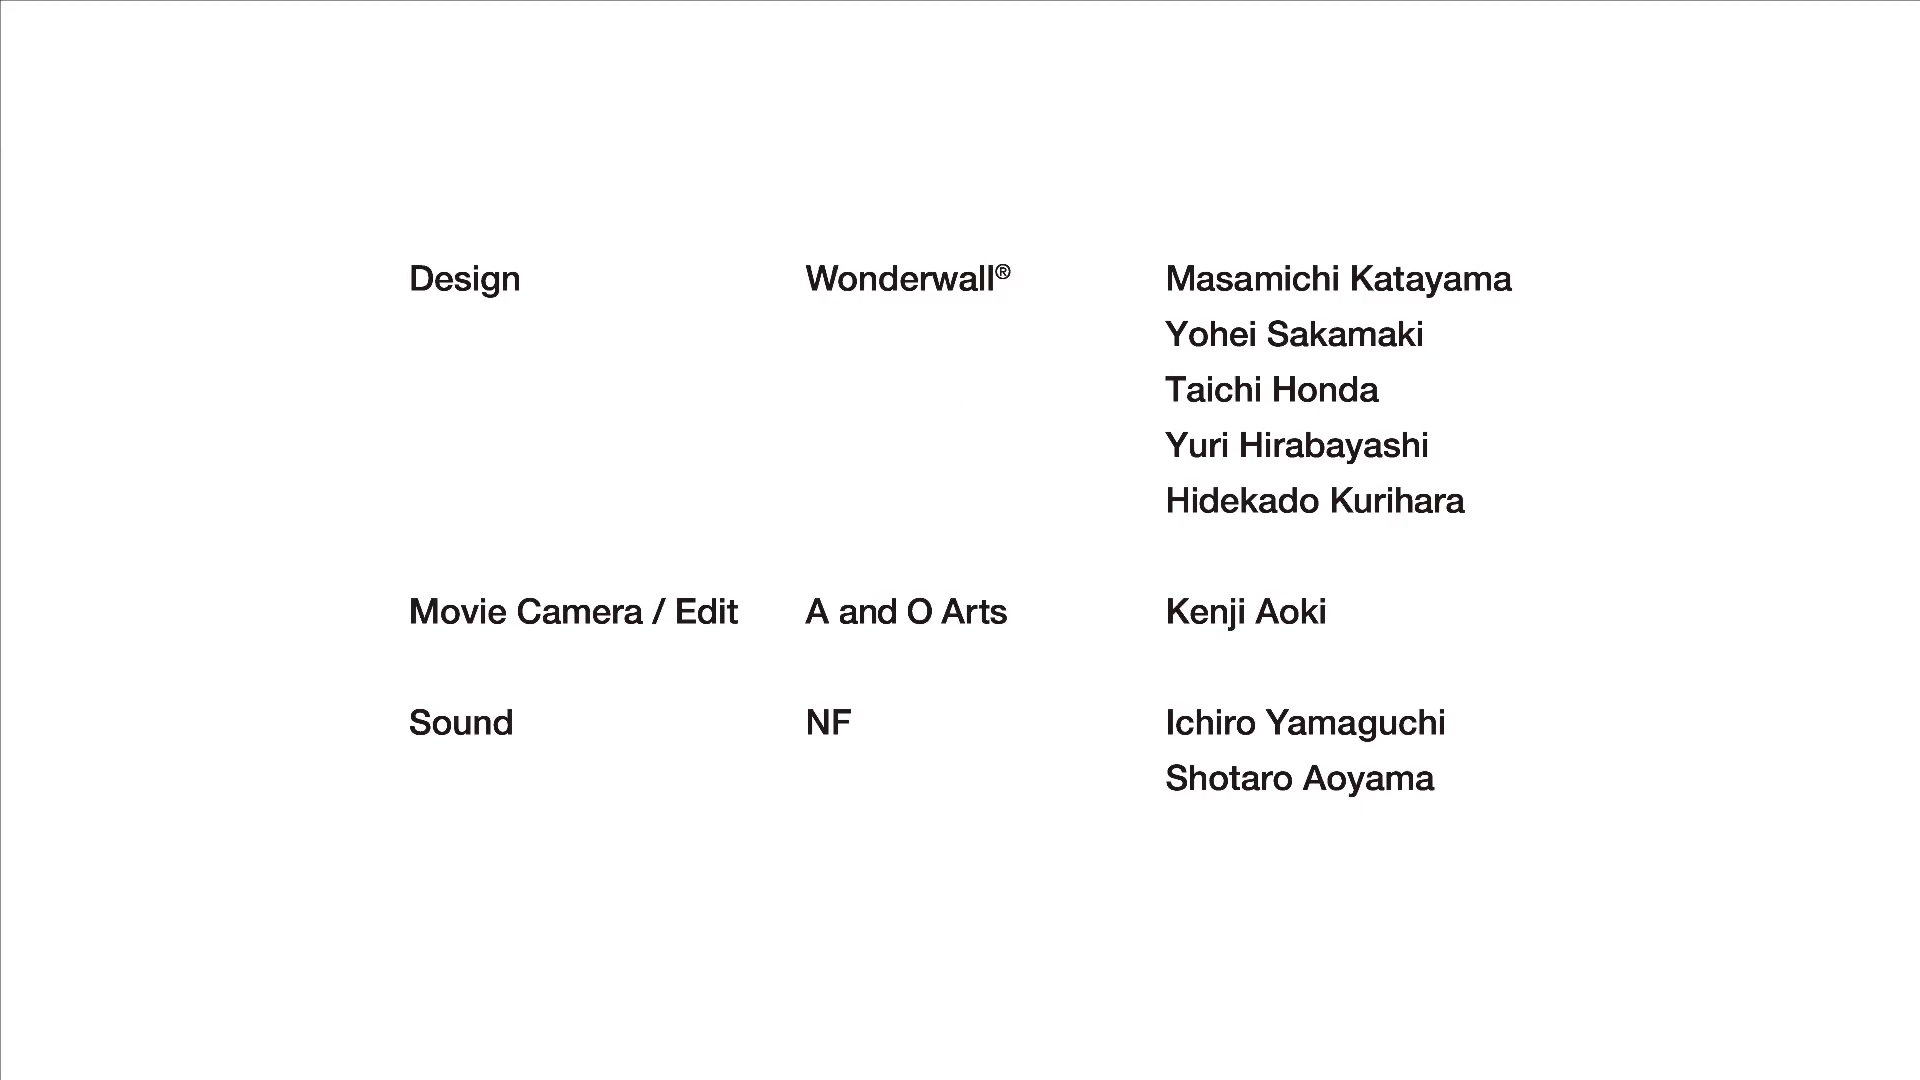 Design Wonderwall® Masamichi Katayama
Yohei Sakamaki
Taichi Honda
Yuri Hirabayashi
Hidekado Kurihara
Movie Camera / Edit A and O Arts Kenji Aoki
Sound NF Ichiro Yamaguchi
Shotaro Aoyama